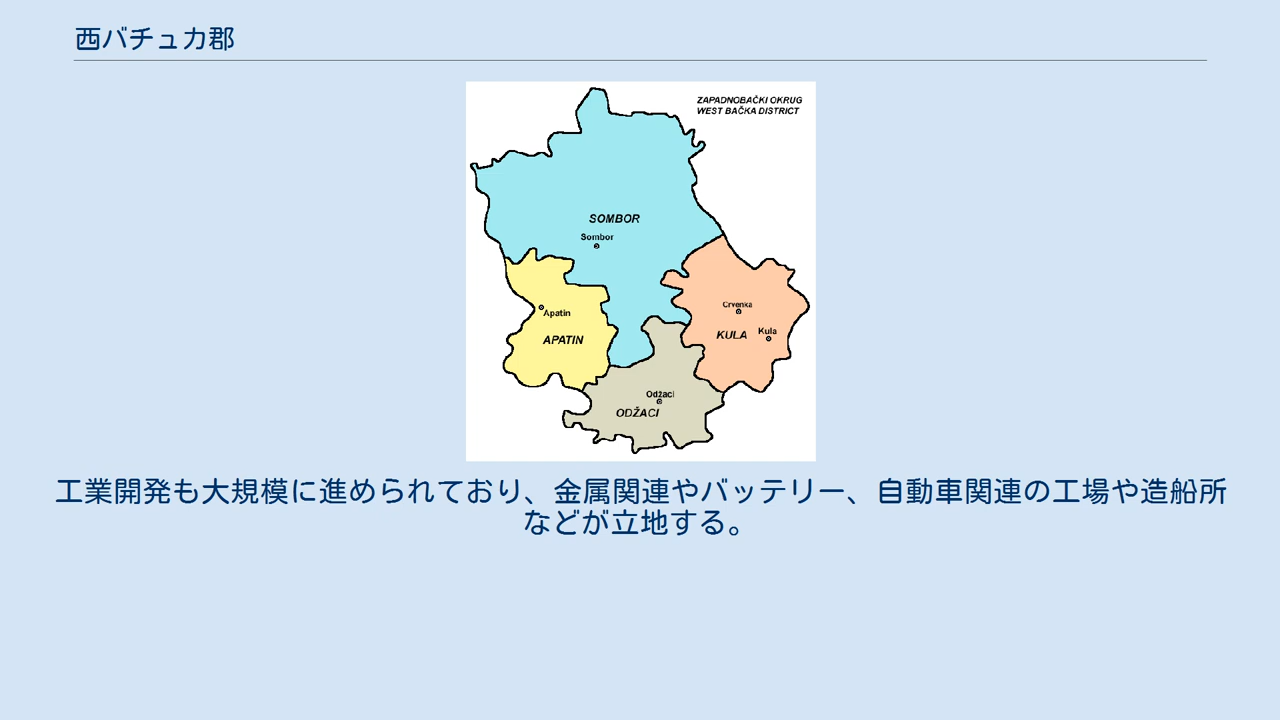 西バチュカ郡
ZAPADNOBAČKI OKRUG
WEST BAČKA DISTRICT
SOMBOR
Sombor
Apatin
APATIN
Crvenka
KULA
Kula
Odžaci
ODŽACI
工業開発も大規模に進められており、金属関連やバッテリー、自動車関連の工場や造船所
などが立地する。